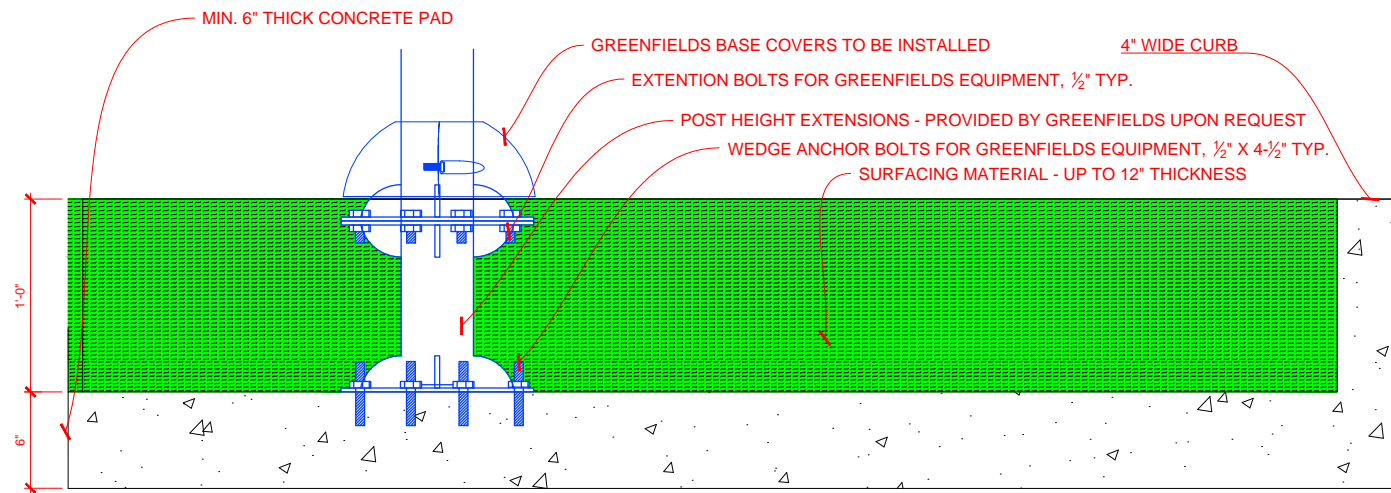 MIN. 6" THICK CONCRETE PAD
GREENFIELDS BASE COVERS TO BE INSTALLED
4" WIDE CURB
EXTENTION BOLTS FOR GREENFIELDS EQUIPMENT, ½" TYP.
POST HEIGHT EXTENSIONS - PROVIDED BY GREENFIELDS UPON REQUEST
WEDGE ANCHOR BOLTS FOR GREENFIELDS EQUIPMENT, ½" X 4-½" TYP.
SURFACING MATERIAL - UP TO 12" THICKNESS
1'-0"
6"